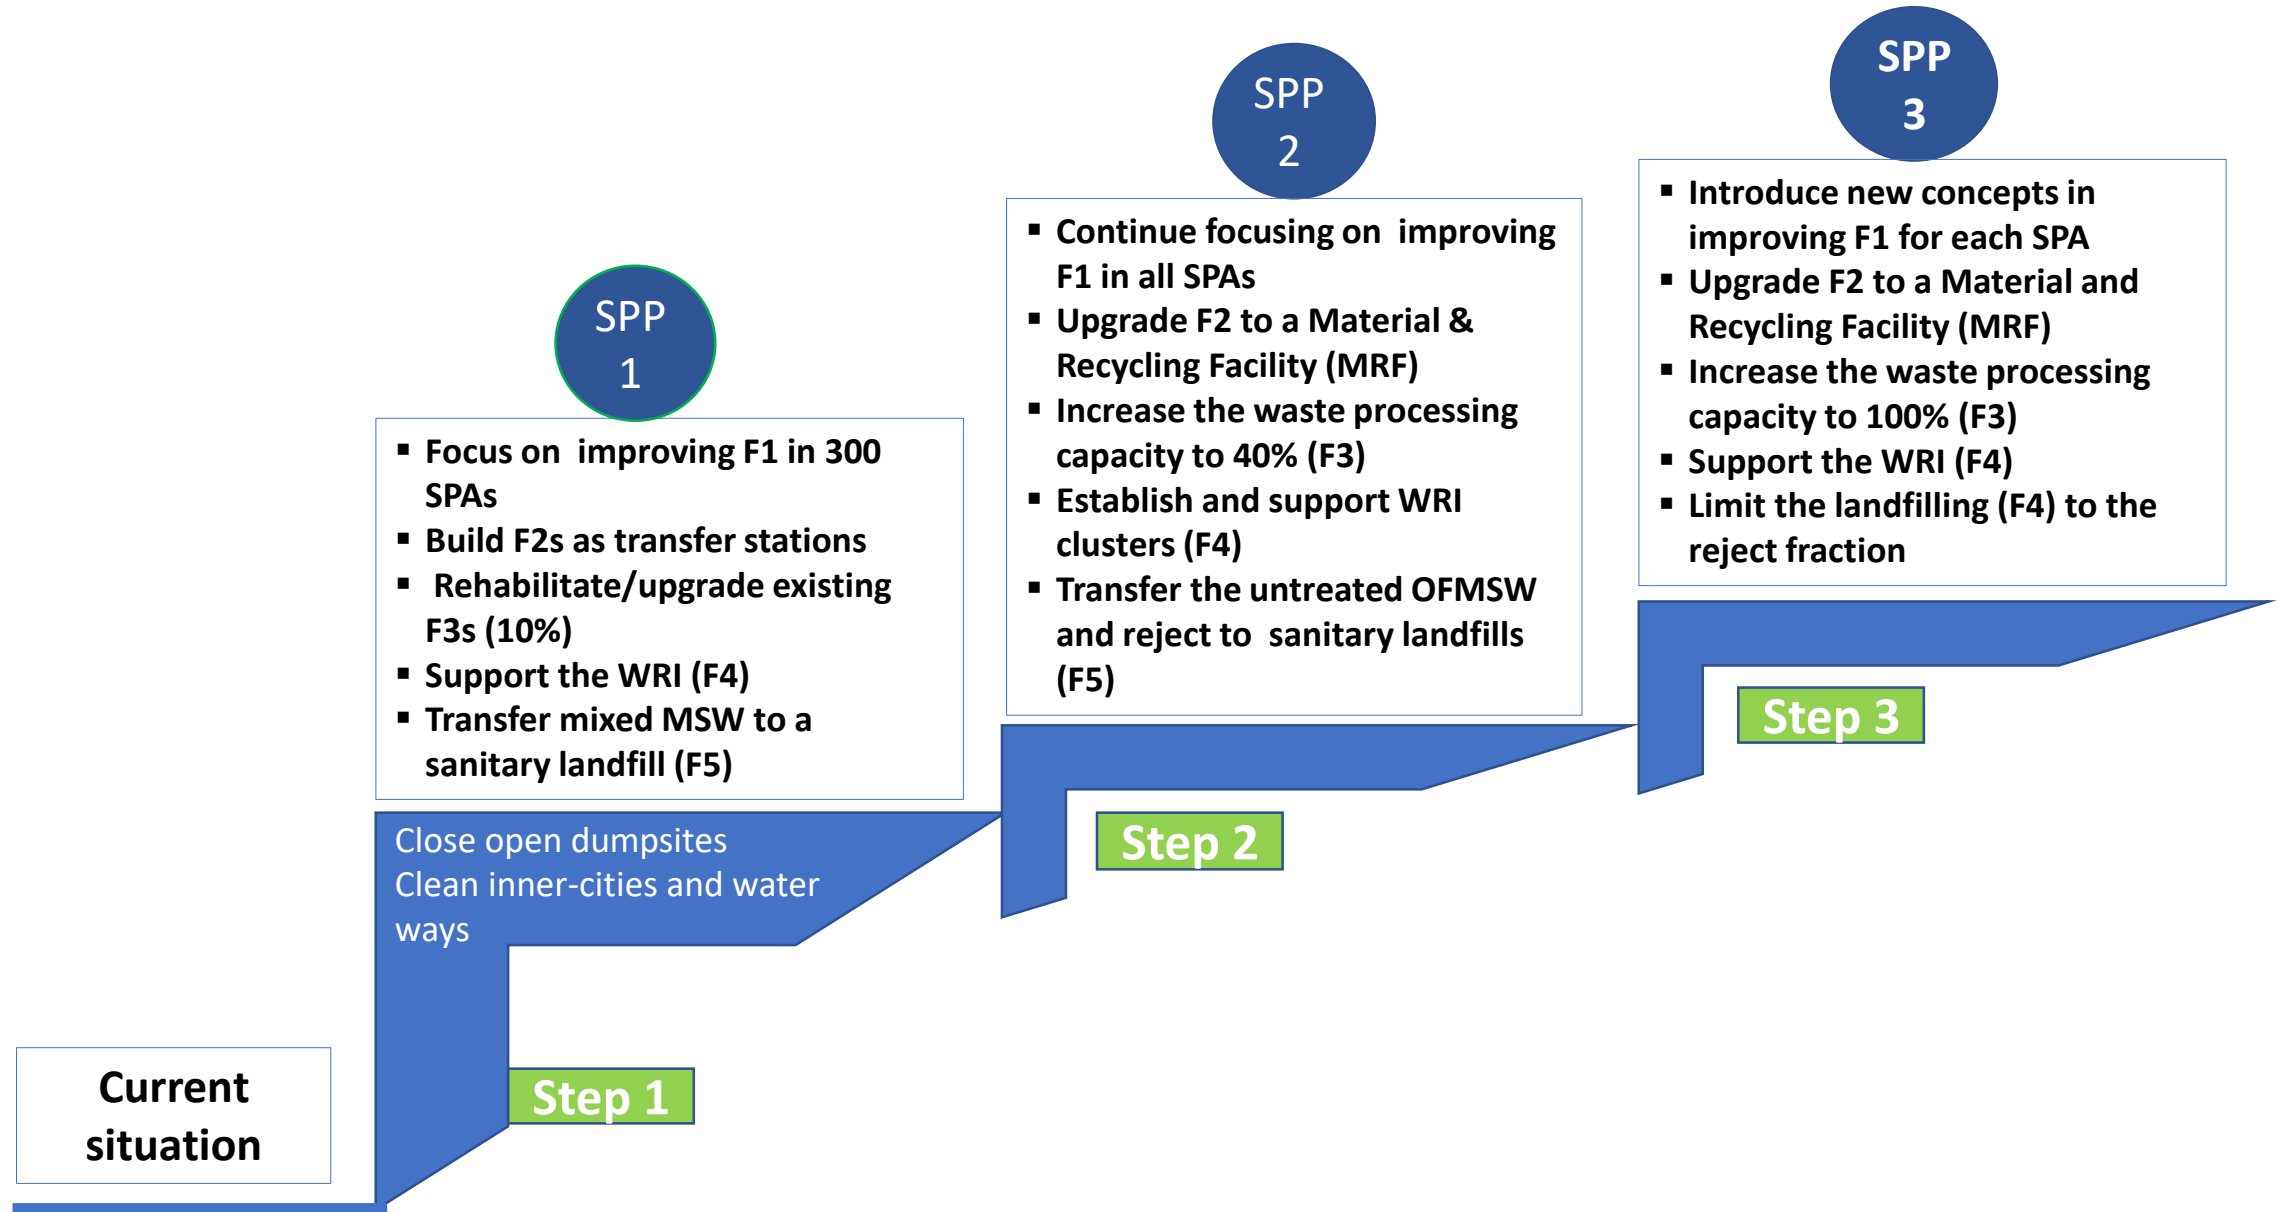 SPP
1
▪ Focus on improving F1 in 300
SPAs
▪ Build F2s as transfer stations
▪ Rehabilitate/upgrade existing
F3s (10%)
▪ Support the WRI (F4)
▪ Transfer mixed MSW to a
sanitary landfill (F5)
Close open dumpsites
Clean inner-cities and water
ways
Step 1
Current
situation
SPP
2
▪ Continue focusing on improving
F1 in all SPAs
▪ Upgrade F2 to a Material &
Recycling Facility (MRF)
▪ Increase the waste processing
capacity to 40% (F3)
▪ Establish and support WRI
clusters (F4)
▪ Transfer the untreated OFMSW
and reject to sanitary landfills
(F5)
Step 2
SPP
3
▪ Introduce new concepts in
improving F1 for each SPA
▪ Upgrade F2 to a Material and
Recycling Facility (MRF)
▪ Increase the waste processing
capacity to 100% (F3)
▪ Support the WRI (F4)
▪ Limit the landfilling (F4) to the
reject fraction
Step 3